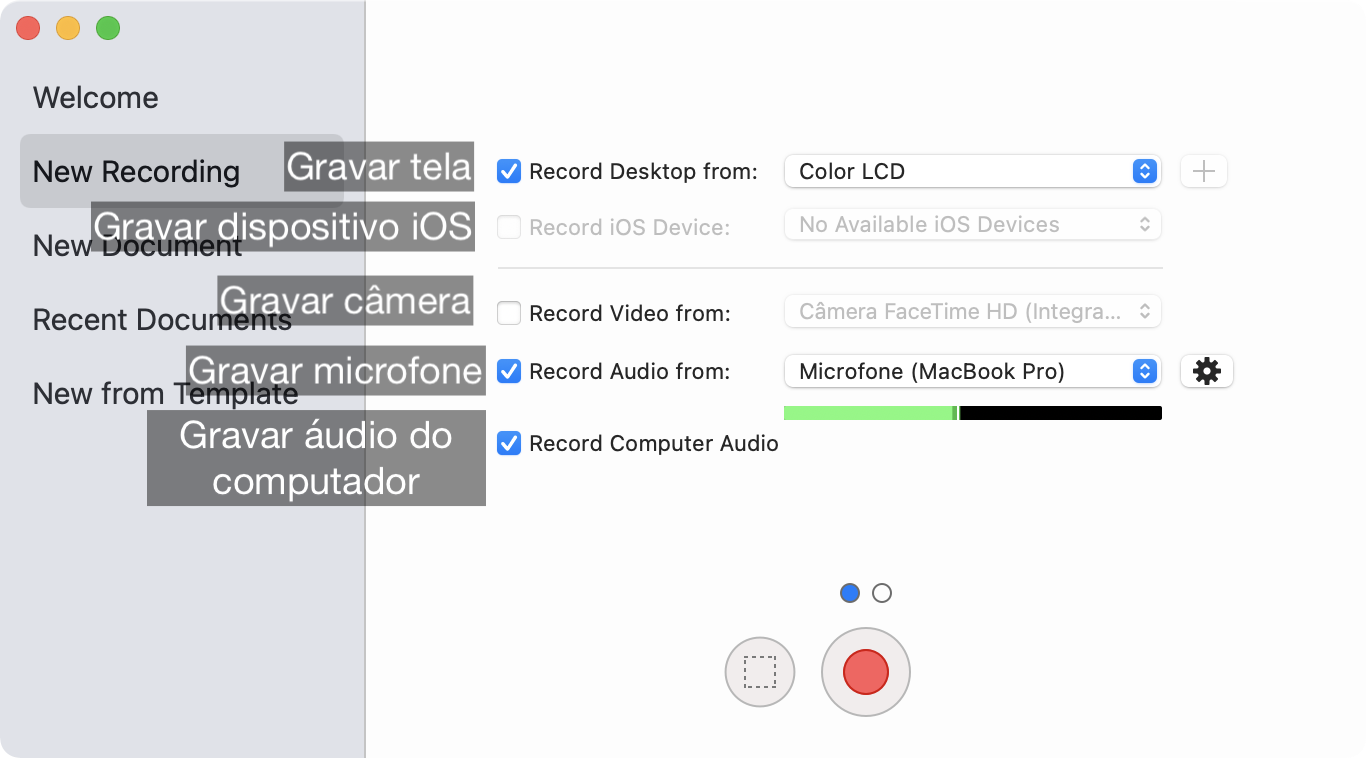 Welcome
New Recording
New Document
Recent Documents
New from Template
Gravar tela
Gravar dispositivo iOS
Gravar câmera
Gravar microfone
Gravar áudio do
computador
Record Desktop from: Color LCD
Record iOS Device: No Available iOS Devices
Record Video from: Câmera FaceTime HD (Integra...
Record Audio from: Microfone (MacBook Pro)
Record Computer Audio